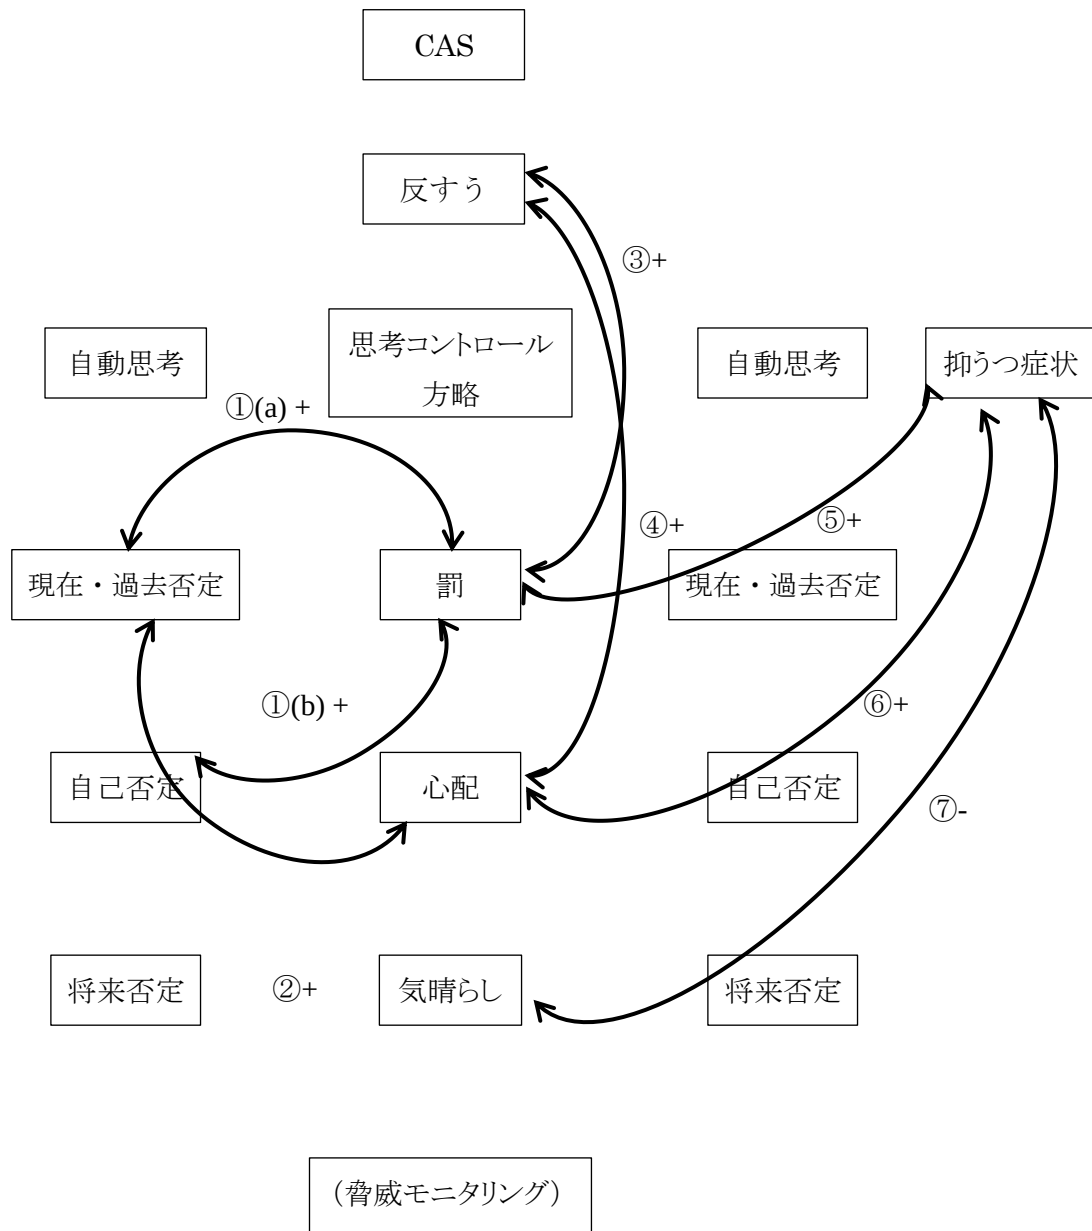 CAS
反すう
③+
自動思考
思考コントロール
方略
自動思考
抑うつ症状
①(a) +
④+
⑤+
現在・過去否定
罰
現在・過去否定
①(b) +
⑥+
自己否定
心配
自己否定
⑦-
将来否定
②+
気晴らし
将来否定
（脅威モニタリング）